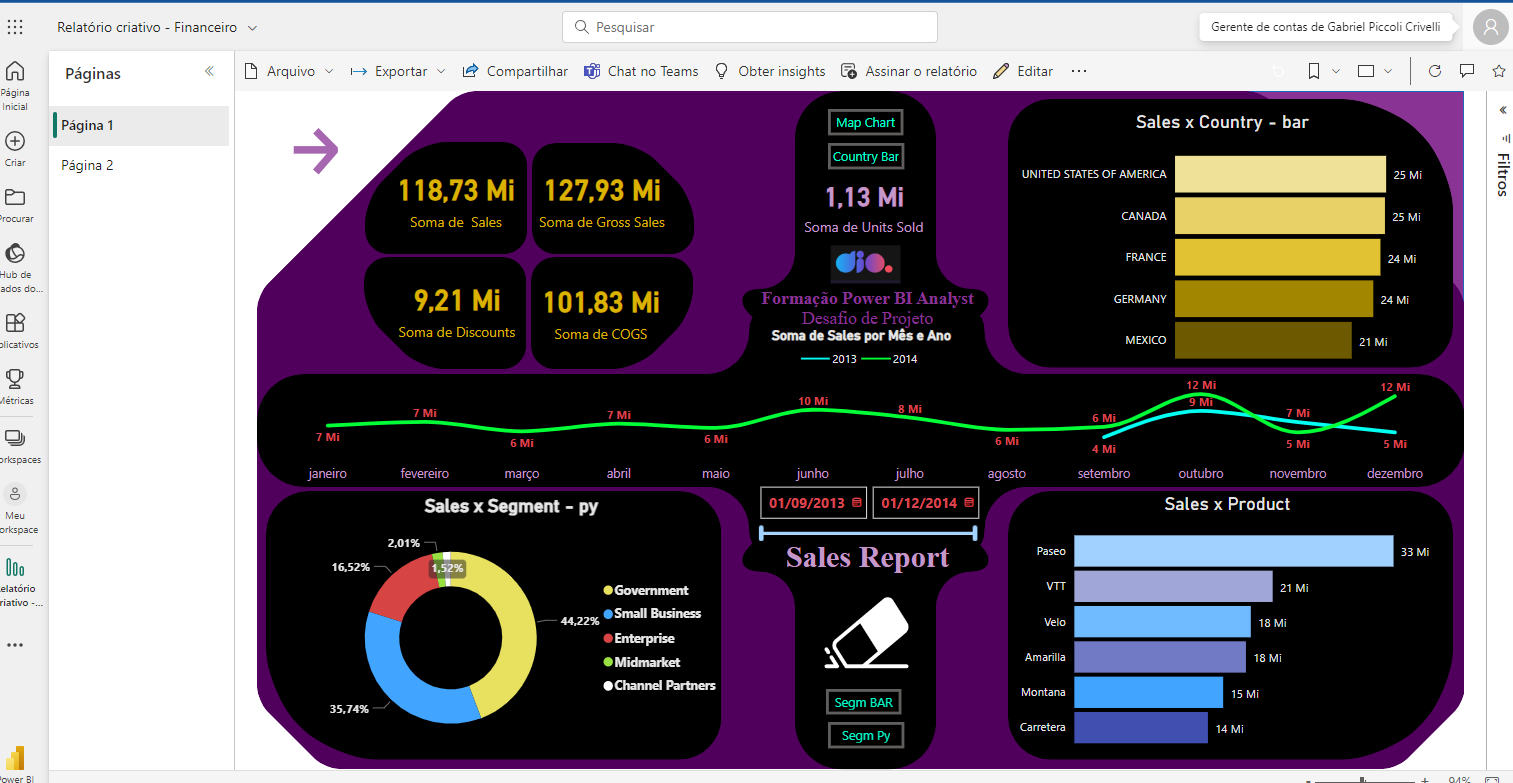 Relatório criativo - Financeiro
Pesquisar
Gerente de contas de Gabriel Piccoli Crivelli
Página
Inicial
Criar
Procurar
Hub de
ados do...
plicativos
Métricas
orkspaces
Meu
orkspace
elatório
riativo -...
Power BI
Páginas
Página 1
Página 2
Arquivo
Exportar
Compartilhar
Chat no Teams
Obter insights
Assinar o relatório
Editar
Filtros
118,73 Mi
Soma de Sales
127,93 Mi
Soma de Gross Sales
9,21 Mi
Soma de Discounts
101,83 Mi
Soma de COGS
Map Chart
Country Bar
1,13 Mi
Soma de Units Sold
dio.
Formação Power BI Analyst
Desafio de Projeto
Soma de Sales por Mês e Ano
2013 2014
Sales x Country - bar
UNITED STATES OF AMERICA 25 Mi
CANADA 25 Mi
FRANCE 24 Mi
GERMANY 24 Mi
MEXICO 21 Mi
7 Mi 7 Mi 6 Mi 7 Mi 6 Mi 10 Mi 8 Mi 6 Mi 6 Mi 12 Mi 5 Mi 12 Mi
4 Mi 9 Mi 7 Mi 5 Mi
janeiro fevereiro março abril maio junho julho agosto setembro outubro novembro dezembro
Sales x Segment - py
2,01%
1,52%
16,52%
44,22%
35,74%
Government
Small Business
Enterprise
Midmarket
Channel Partners
01/09/2013 01/12/2014
Sales Report
Segm BAR
Segm Py
Sales x Product
Paseo 33 Mi
VTT 21 Mi
Velo 18 Mi
Amarilla 18 Mi
Montana 15 Mi
Carretera 14 Mi
94%